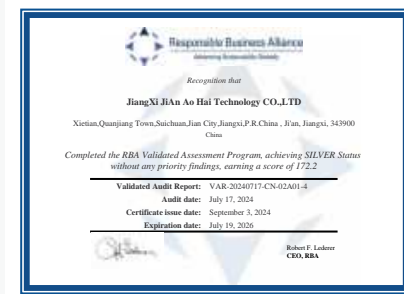 Responsible Business Alliance
Advancing Sustainability Globally
Recognition that
JiangXi JiAn Ao Hai Technology CO.,LTD
Xietian,Quanjiang Town,Suichuan,Jian City,Jiangxi,P.R.China , Ji'an, Jiangxi, 343900
China
Completed the RBA Validated Assessment Program, achieving SILVER Status
without any priority findings, earning a score of 172.2
Validated Audit Report: VAR-20240717-CN-02A01-4
Audit date: July 17, 2024
Certificate issue date: September 3, 2024
Expiration date: July 19, 2026
Robert F. Lederer
CEO, RBA